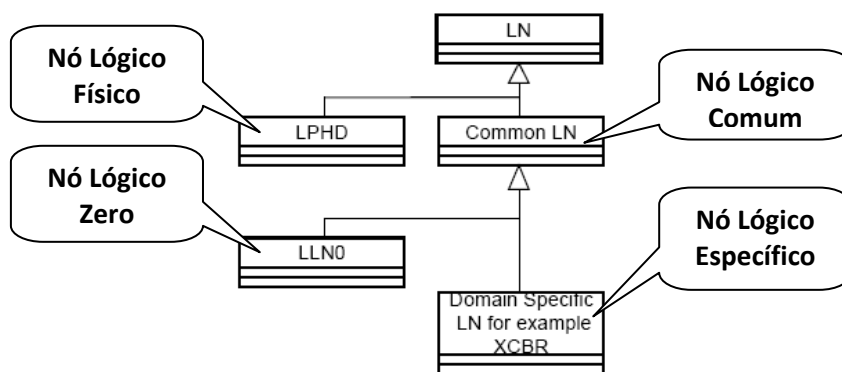 LN
Nó Lógico
Físico
Nó Lógico
Comum
LPHD
Common LN
Nó Lógico
Zero
Nó Lógico
Específico
LLN0
Domain Specific
LN for example
XCBR